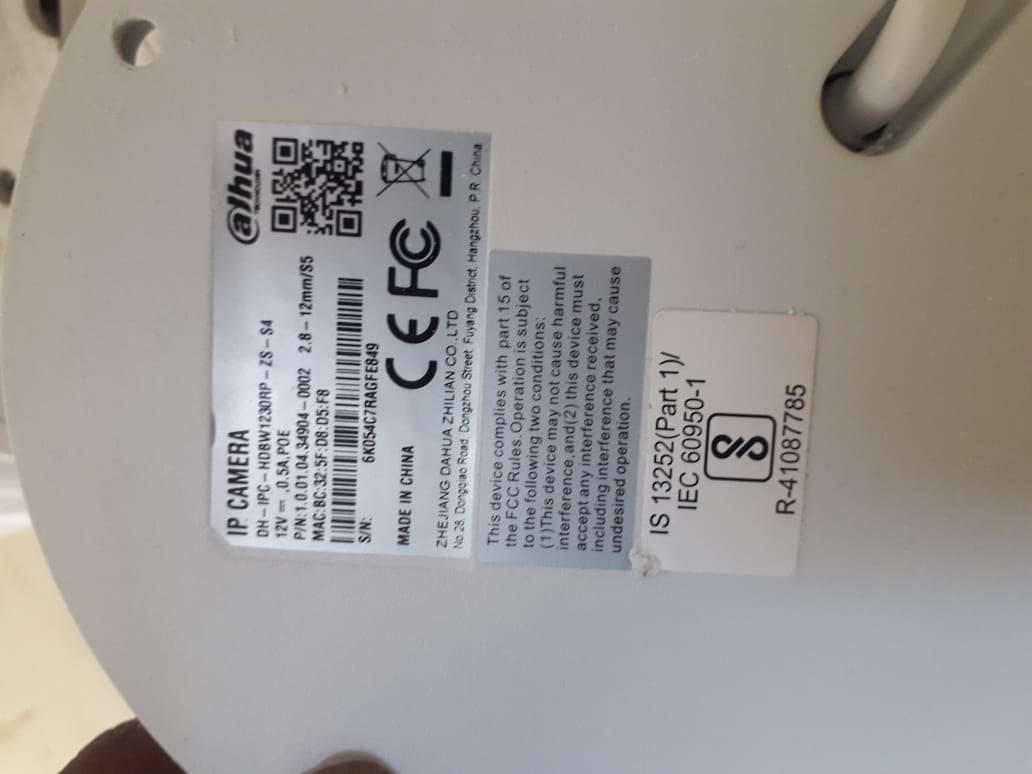 alhua
TECHNOLOGY
IP CAMERA
DH-IPC-HDBW1230RP-ZS-S4
12V⎓,0.5A,POE
P/N:1.0.01.04.34904-0002 2.8-12mm/S5
MAC:BC:32:5F:D8:D5:F8
S/N:
6K054C7RAGFE849
MADE IN CHINA
CE FC
ZHEJIANG DAHUA ZHILIAN CO.,LTD
No.28, Dongqiao Road, Dongzhou Street, Fuyang District, Hangzhou, P.R. China
This device complies with part 15 of
the FCC Rules.Operation is subject
to the following two conditions:
(1)This device may not cause harmful
interference,and(2) this device must
accept any interference received,
including interference that may cause
undesired operation.
IS 13252(Part 1)/
IEC 60950-1
R-41087785